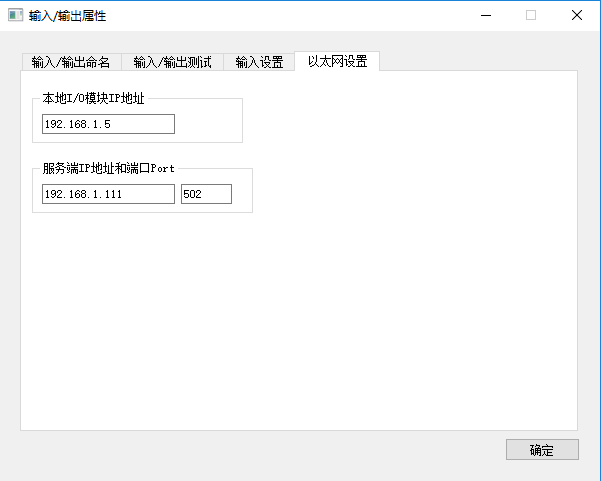 输入/输出属性
输入/输出命名 输入/输出测试 输入设置 以太网设置
本地I/O模块IP地址
192.168.1.5
服务端IP地址和端口Port
192.168.1.111 502
确定